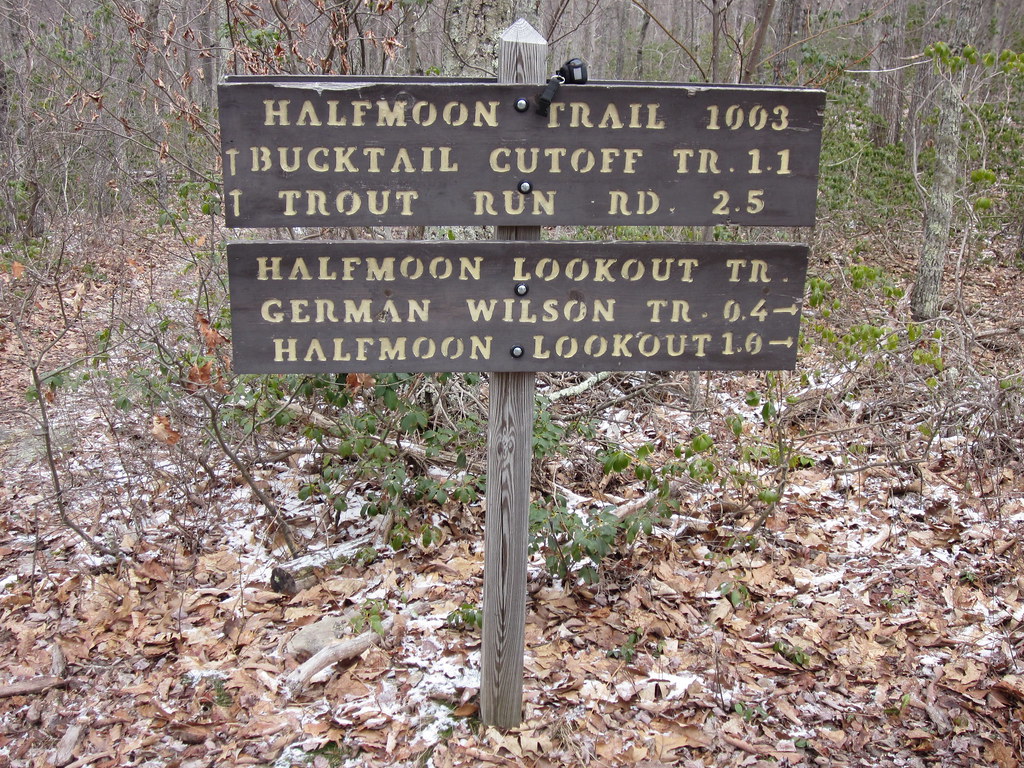 HALFMOON TRAIL 1003
↑ BUCKTAIL CUTOFF TR. 1.1
↑ TROUT RUN RD. 2.5
HALFMOON LOOKOUT TR.
GERMAN WILSON TR. 0.4→
HALFMOON LOOKOUT 1.0→